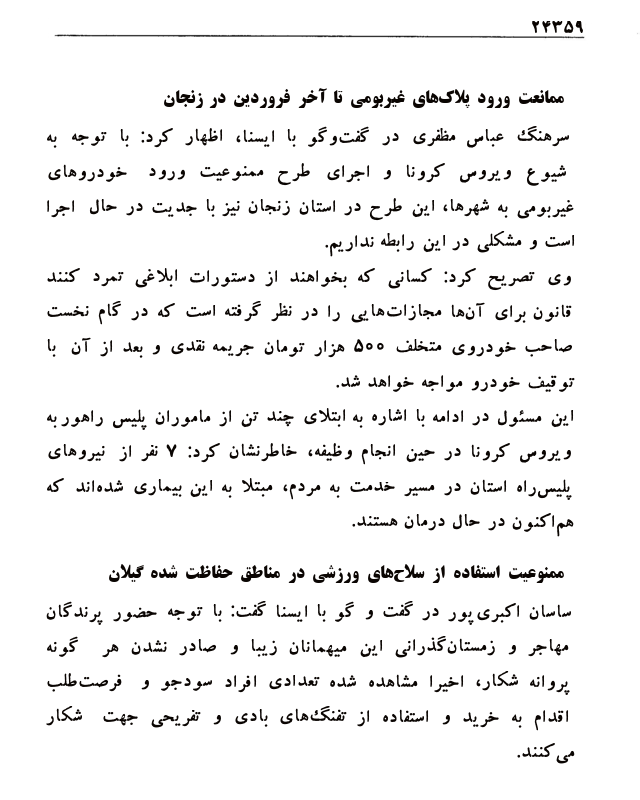 ۲۴۳۵۹
ممانعت ورود پلاک‌های غیربومی تا آخر فروردین در زنجان
سرهنگ عباس مظفری در گفت‌وگو با ایسنا، اظهار کرد: با توجه به
شیوع ویروس کرونا و اجرای طرح ممنوعیت ورود خودروهای
غیربومی به شهرها، این طرح در استان زنجان نیز با جدیت در حال اجرا
است و مشکلی در این رابطه نداریم.
وی تصریح کرد: کسانی که بخواهند از دستورات ابلاغی تمرد کنند
قانون برای آن‌ها مجازات‌هایی را در نظر گرفته است که در گام نخست
صاحب خودروی متخلف ۵۰۰ هزار تومان جریمه نقدی و بعد از آن با
توقیف خودرو مواجه خواهد شد.
این مسئول در ادامه با اشاره به ابتلای چند تن از ماموران پلیس راهور به
ویروس کرونا در حین انجام وظیفه، خاطرنشان کرد: ۷ نفر از نیروهای
پلیس‌راه استان در مسیر خدمت به مردم، مبتلا به این بیماری شده‌اند که
هم‌اکنون در حال درمان هستند.
ممنوعیت استفاده از سلاح‌های ورزشی در مناطق حفاظت شده گیلان
ساسان اکبری‌پور در گفت و گو با ایسنا گفت: با توجه حضور پرندگان
مهاجر و زمستان‌گذرانی این میهمانان زیبا و صادر نشدن هر گونه
پروانه شکار، اخیرا مشاهده شده تعدادی افراد سودجو و فرصت‌طلب
اقدام به خرید و استفاده از تفنگ‌های بادی و تفریحی جهت شکار
می‌کنند.